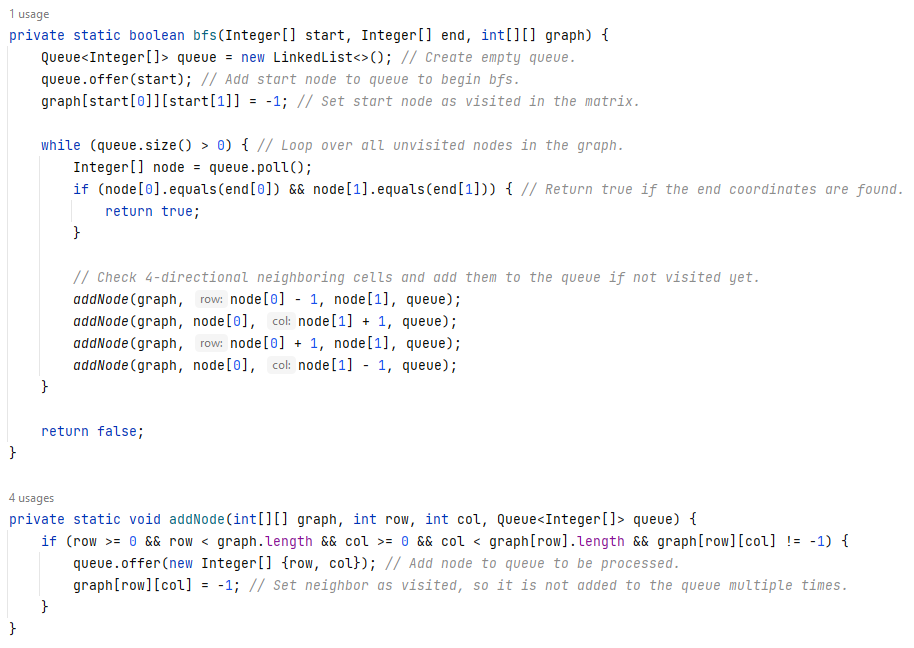 1 usage
private static boolean bfs(Integer[] start, Integer[] end, int[][] graph) {
    Queue<Integer[]> queue = new LinkedList<>(); // Create empty queue.
    queue.offer(start); // Add start node to queue to begin bfs.
    graph[start[0]][start[1]] = -1; // Set start node as visited in the matrix.

    while (queue.size() > 0) { // Loop over all unvisited nodes in the graph.
        Integer[] node = queue.poll();
        if (node[0].equals(end[0]) && node[1].equals(end[1])) { // Return true if the end coordinates are found.
            return true;
        }

        // Check 4-directional neighboring cells and add them to the queue if not visited yet.
        addNode(graph, row: node[0] - 1, node[1], queue);
        addNode(graph, node[0], col: node[1] + 1, queue);
        addNode(graph, row: node[0] + 1, node[1], queue);
        addNode(graph, node[0], col: node[1] - 1, queue);
    }

    return false;
}

4 usages
private static void addNode(int[][] graph, int row, int col, Queue<Integer[]> queue) {
    if (row >= 0 && row < graph.length && col >= 0 && col < graph[row].length && graph[row][col] != -1) {
        queue.offer(new Integer[] {row, col}); // Add node to queue to be processed.
        graph[row][col] = -1; // Set neighbor as visited, so it is not added to the queue multiple times.
    }
}